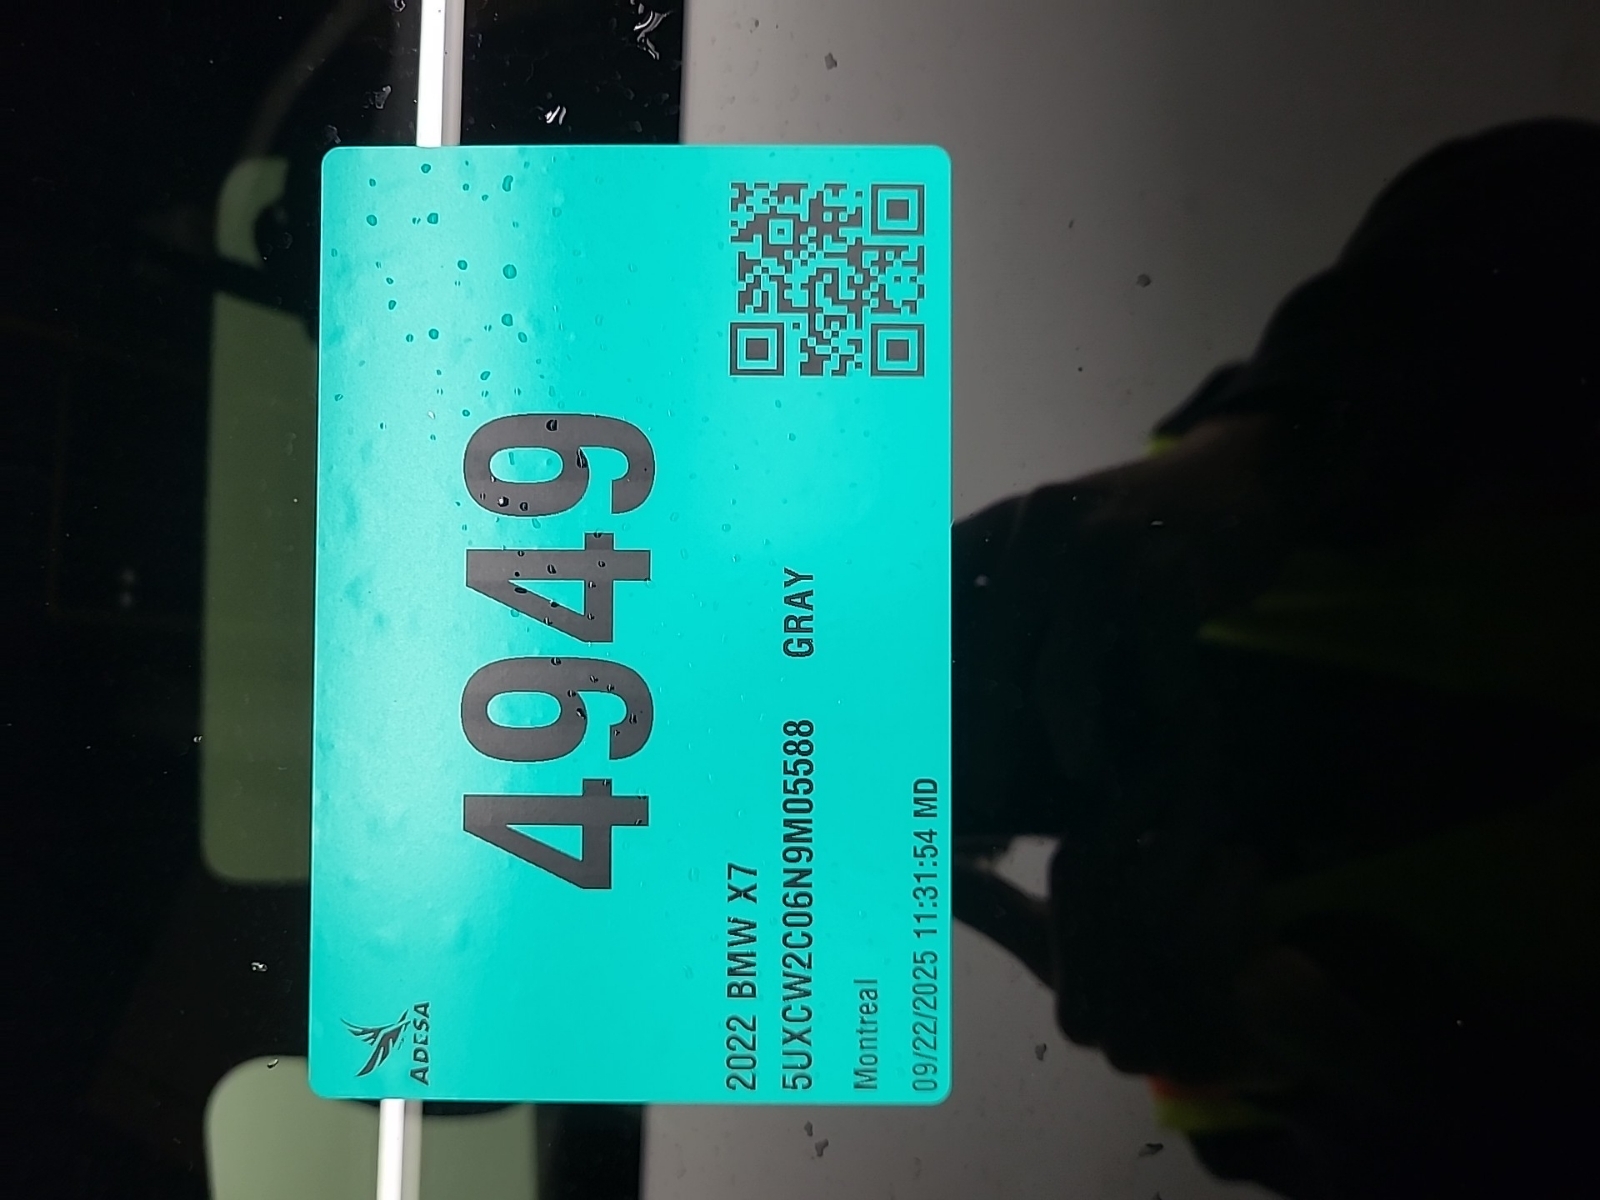 ADESA
4949
2022 BMW X7
5UXCW2C06N9M05588 GRAY
Montreal
09/22/2025 11:31:54 MD